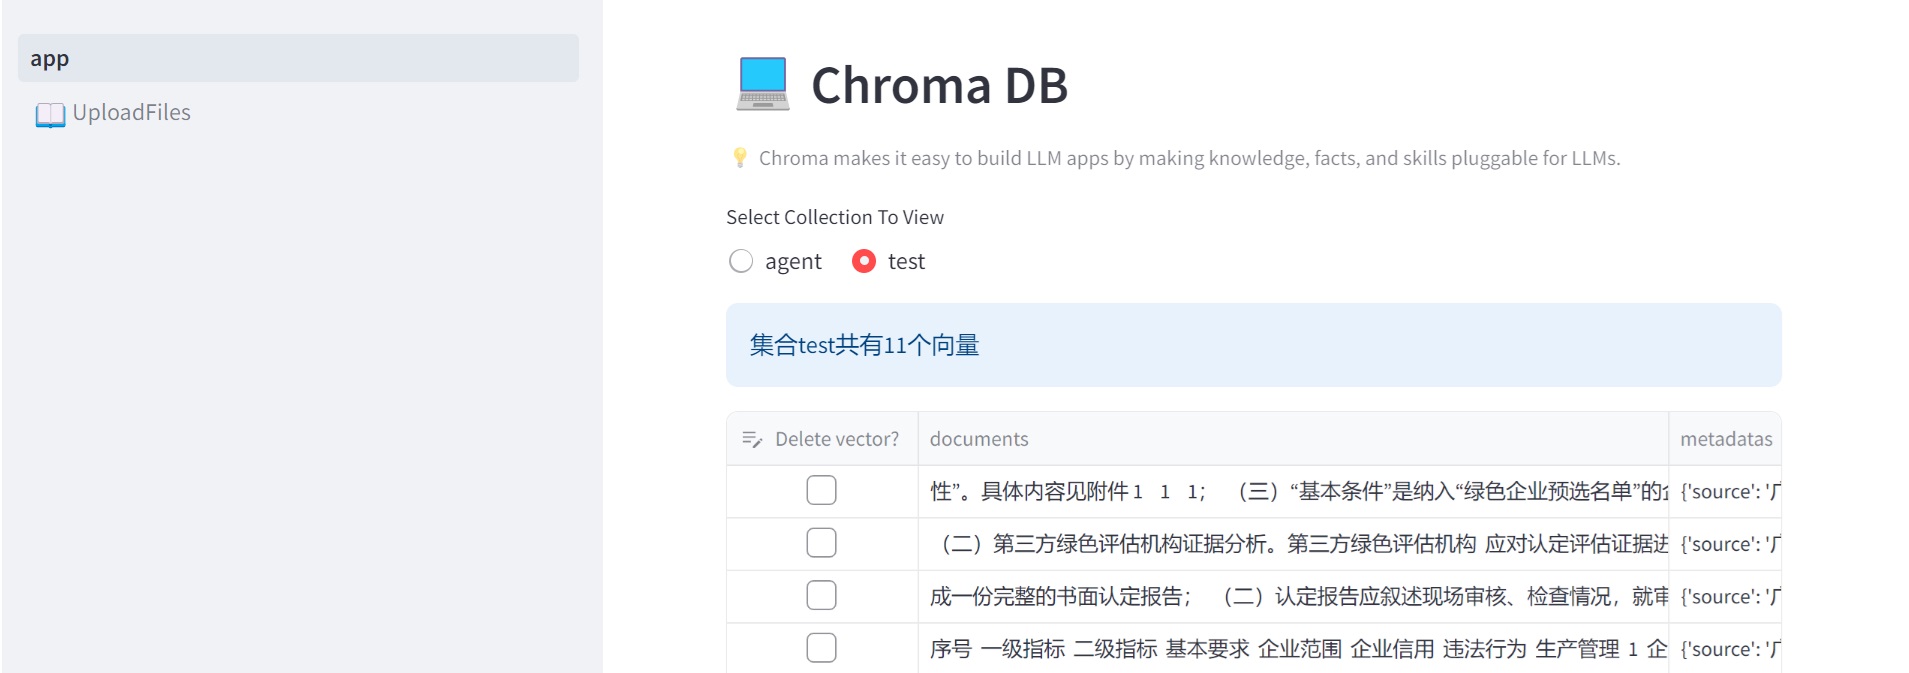 app
UploadFiles
Chroma DB
Chroma makes it easy to build LLM apps by making knowledge, facts, and skills pluggable for LLMs.
Select Collection To View
agent test
集合test共有11个向量
Delete vector? documents metadatas
性”。具体内容见附件1 1 1； （三）“基本条件”是纳入“绿色企业预选名单”的 {'source': '
（二）第三方绿色评估机构证据分析。第三方绿色评估机构 应对认定评估证据进 {'source': '
成一份完整的书面认定报告； （二）认定报告应叙述现场审核、检查情况，就审 {'source': '
序号 一级指标 二级指标 基本要求 企业范围 企业信用 违法行为 生产管理 1 企 {'source': '